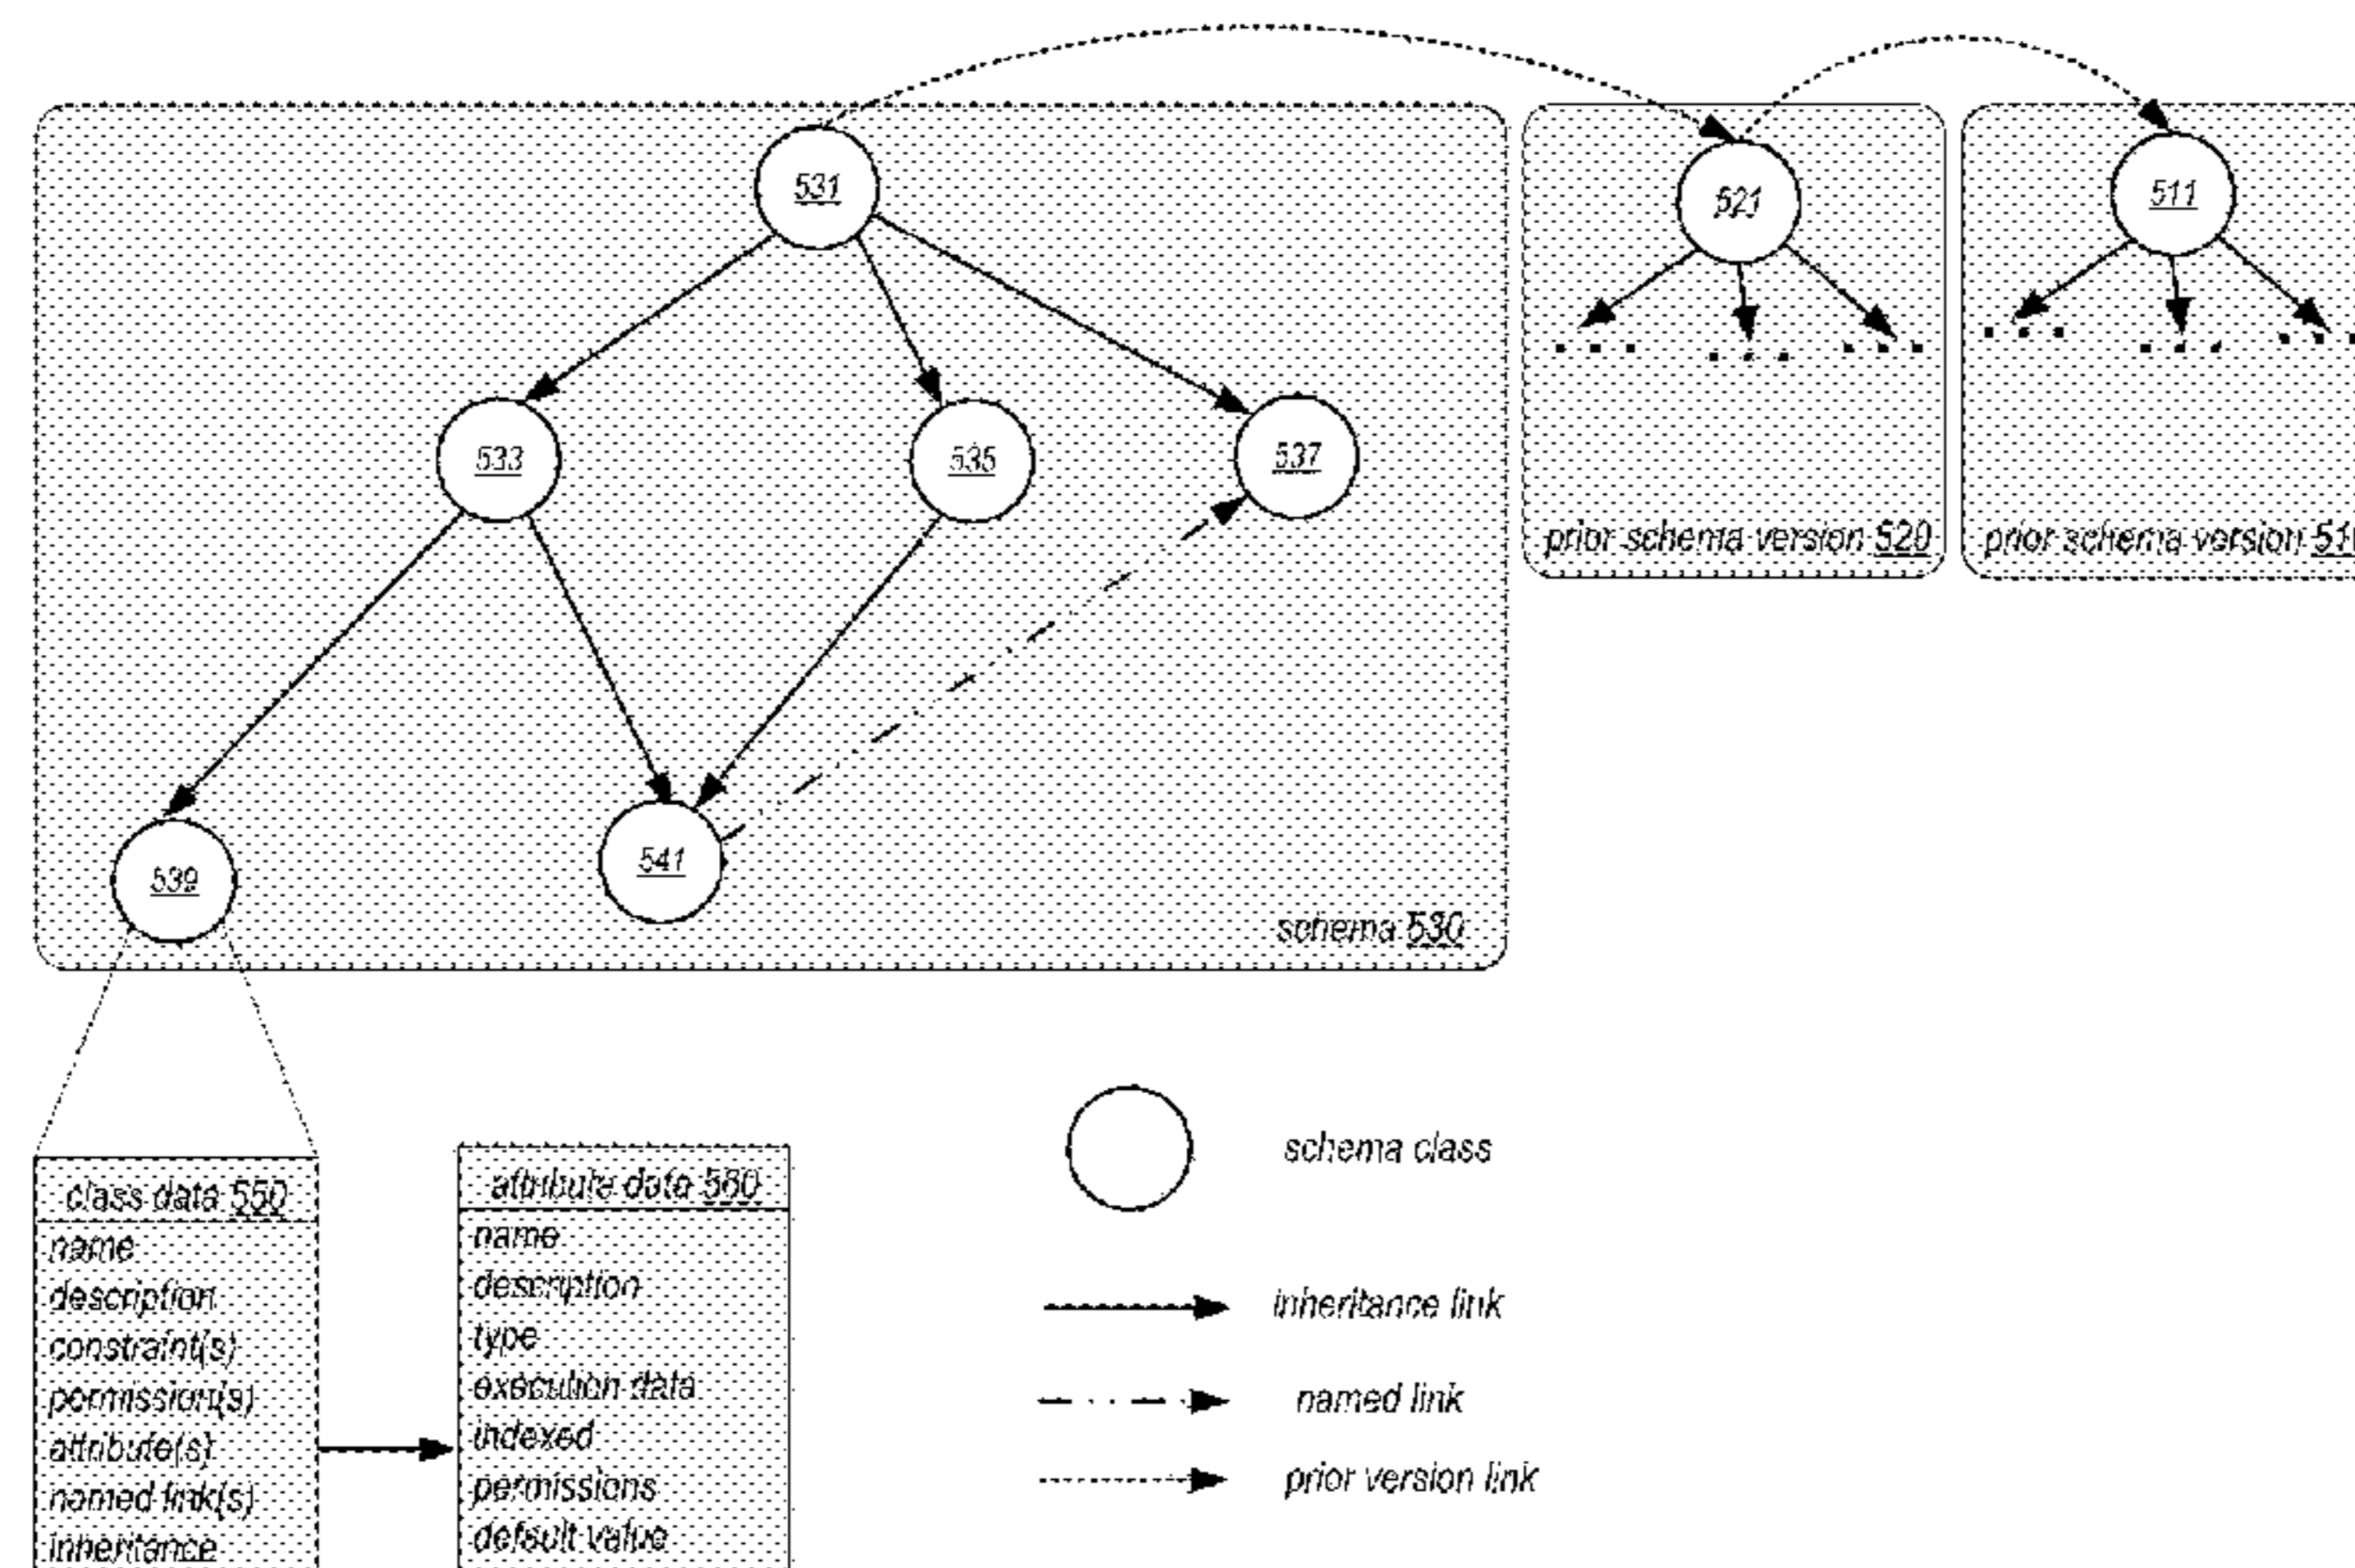 531
521
511
533
535
537
prior schema version 520
prior schema version 510
539
541
schema 530
class data 550
name
description
constraint(s)
permission(s)
attribute(s)
named link(s)
inheritance
attribute data 560
name
description
type
execution data
indexed
permissions
default value
schema class
inheritance link
named link
prior version link